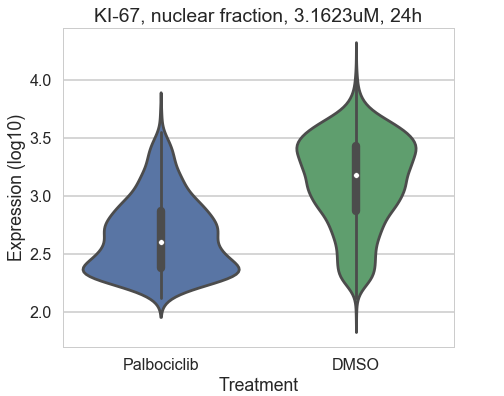 KI-67, nuclear fraction, 3.1623uM, 24h
Expression (log10)
4.0
3.5
3.0
2.5
2.0
Palbociclib
DMSO
Treatment